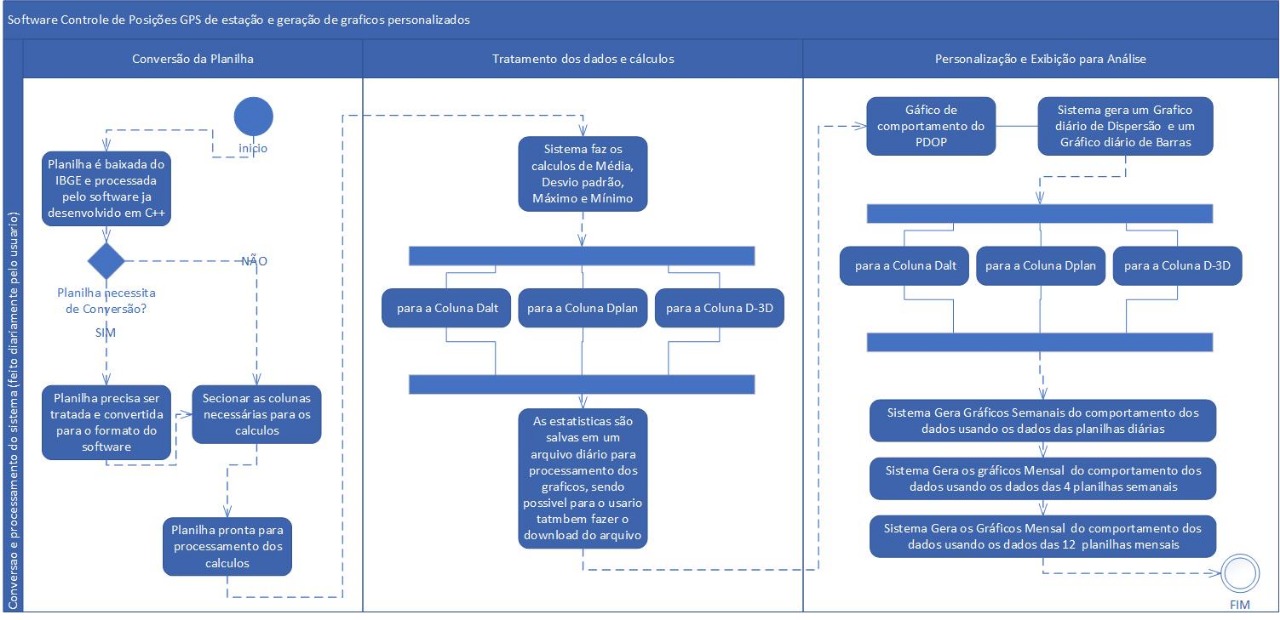 Software Controle de Posições GPS de estação e geração de graficos personalizados
Conversao e processamento do sistema (feito diariamente pelo usuario)
Conversão da Planilha
Tratamento dos dados e cálculos
Personalização e Exibição para Análise
inicio
Planilha é baixada do
IBGE e processada
pelo software ja
desenvolvido em C++
NÃO
Planilha necessita
de Conversão?
SIM
Planilha precisa ser
tratada e convertida
para o formato do
software
Secionar as colunas
necessárias para os
calculos
Planilha pronta para
processamento dos
calculos
Sistema faz os
calculos de Média,
Desvio padrão,
Máximo e Mínimo
para a Coluna Dalt
para a Coluna Dplan
para a Coluna D-3D
As estatisticas são
salvas em um
arquivo diário para
processamento dos
graficos, sendo
possivel para o usario
tatmbem fazer o
download do arquivo
Gáfico de
comportamento do
PDOP
Sistema gera um Grafico
diário de Dispersão e um
Gráfico diário de Barras
para a Coluna Dalt
para a Coluna Dplan
para a Coluna D-3D
Sistema Gera Gráficos Semanais do comportamento dos
dados usando os dados das planilhas diárias
Sistema Gera os gráficos Mensal do comportamento dos
dados usando os dados das 4 planilhas semanais
Sistema Gera os Gráficos Mensal do comportamento dos
dados usando os dados das 12 planilhas mensais
FIM